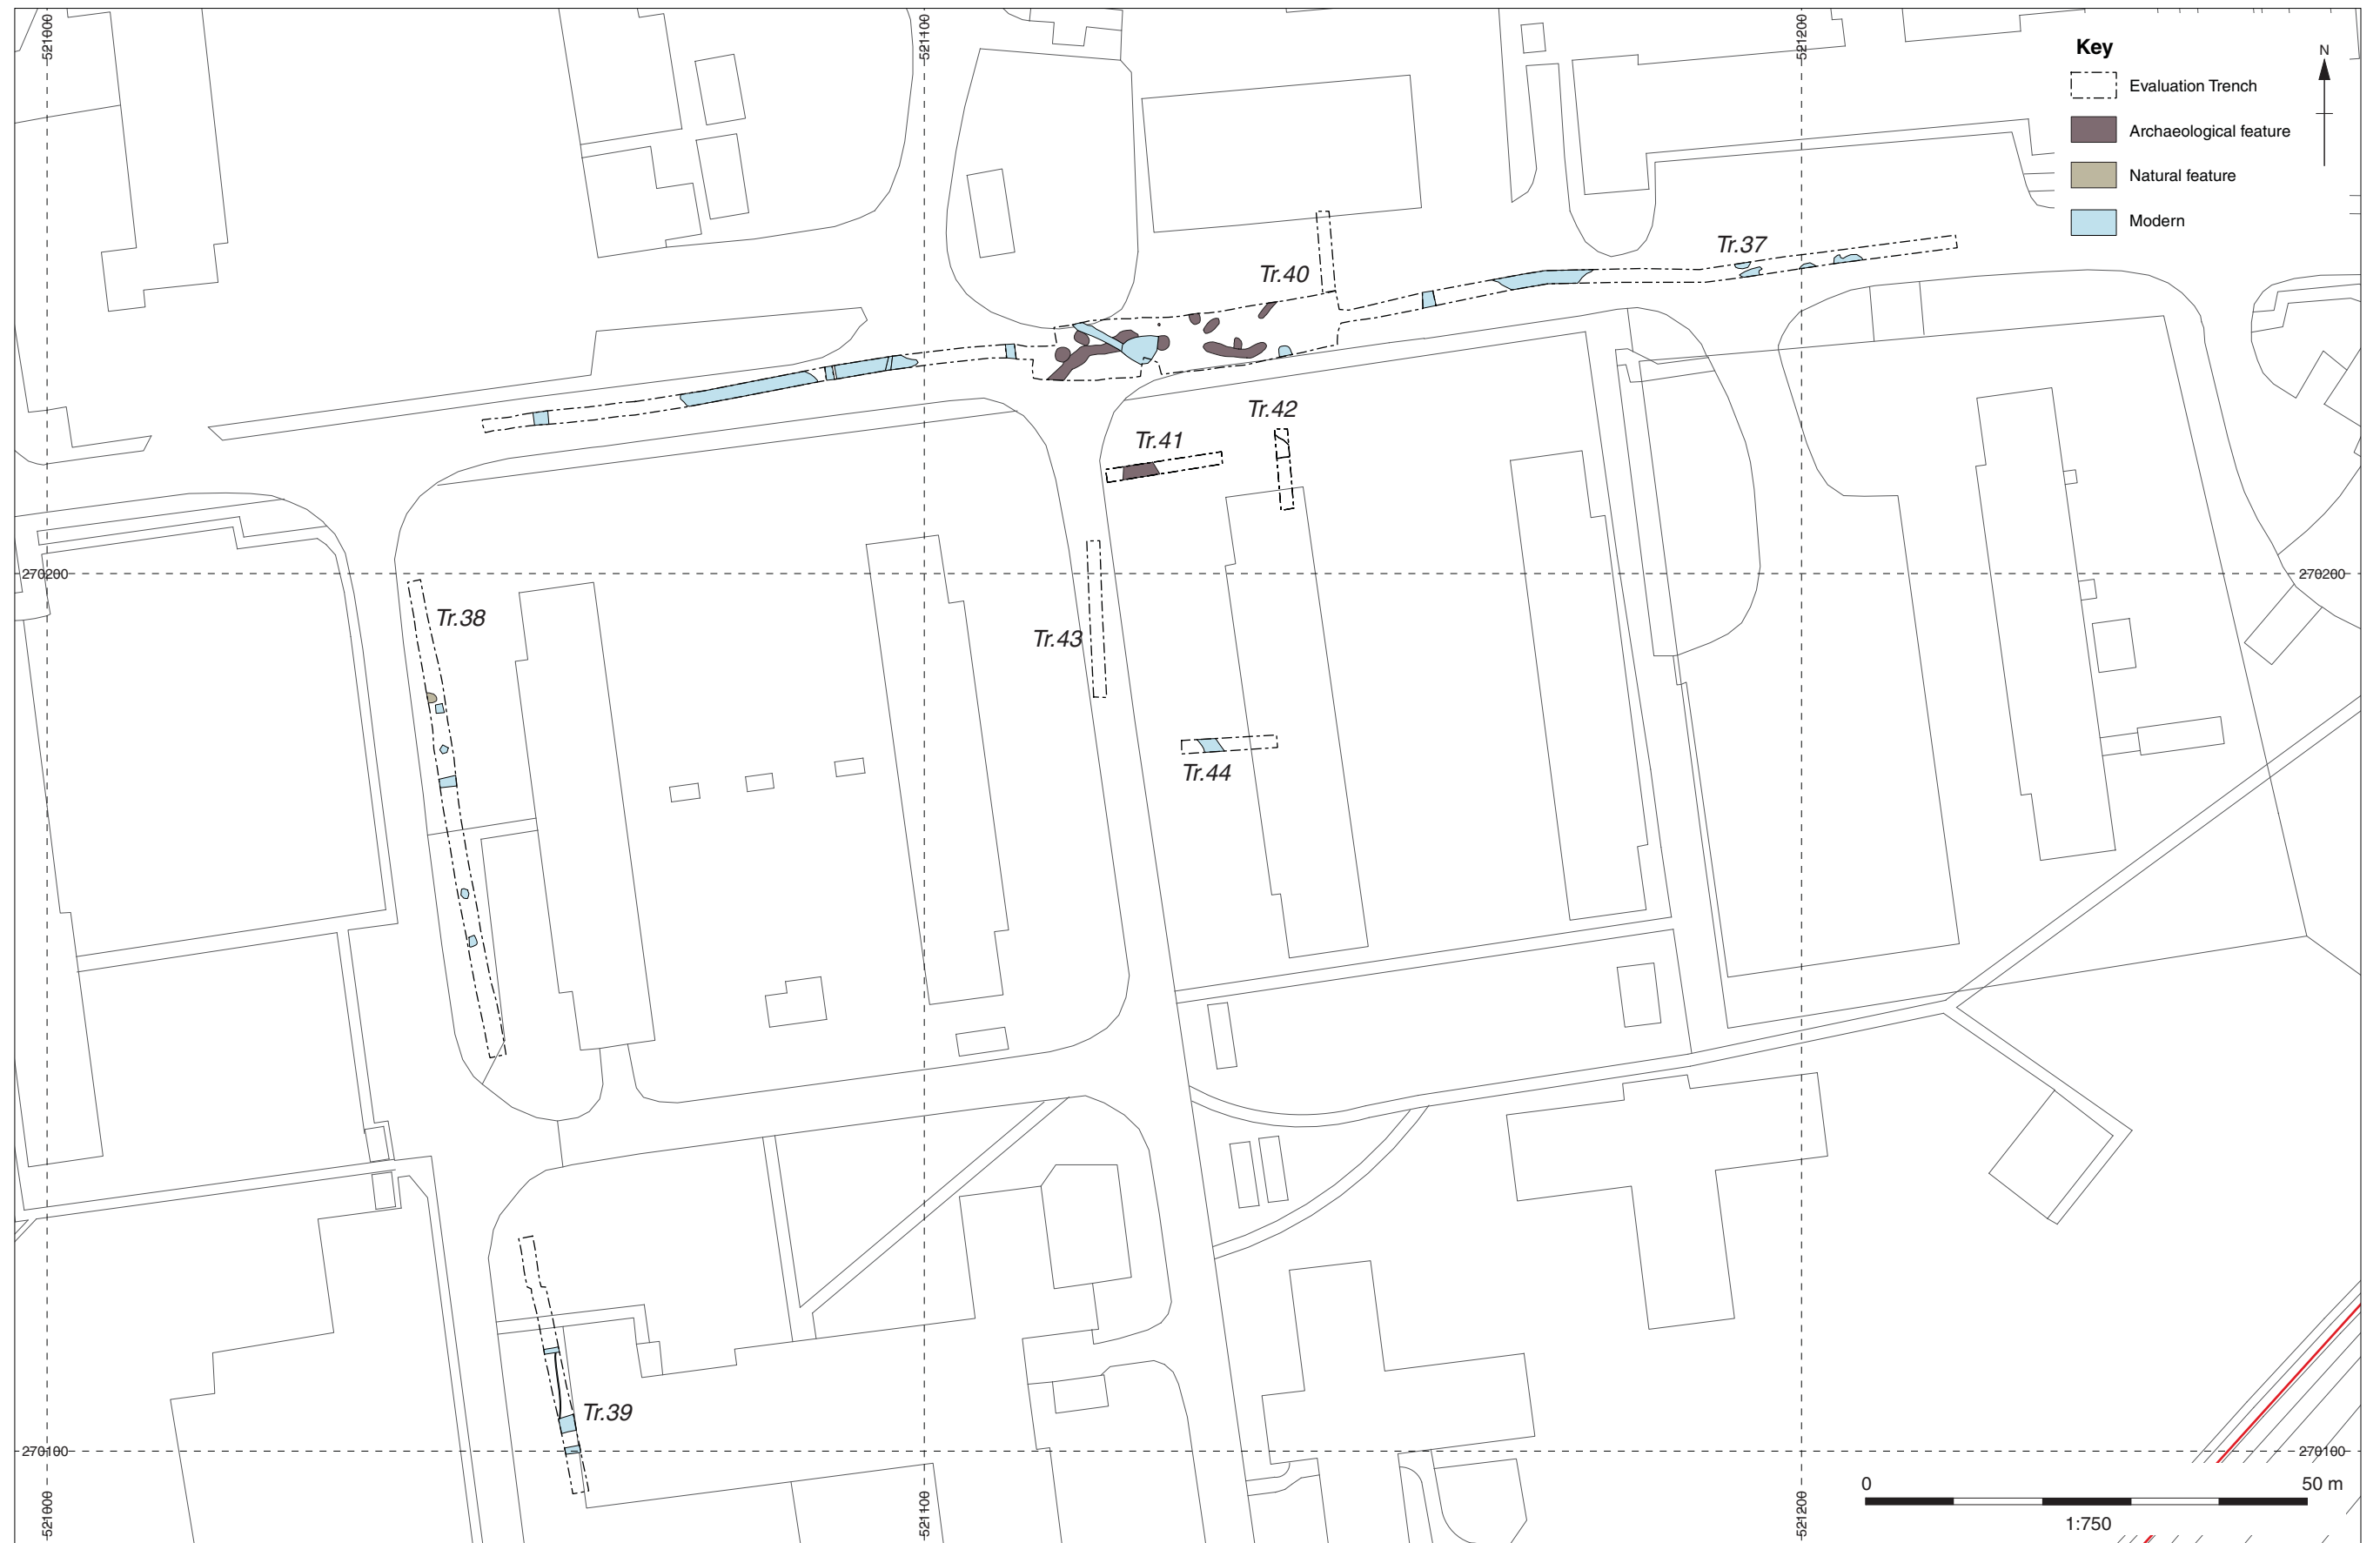 521000
521100
521200
Key
N
Evaluation Trench
Archaeological feature
Natural feature
Modern
Tr.37
Tr.40
Tr.42
Tr.41
270200
270200
Tr.38
Tr.43
Tr.44
Tr.39
270100
270100
0 50 m
1:750
521000
521100
521200